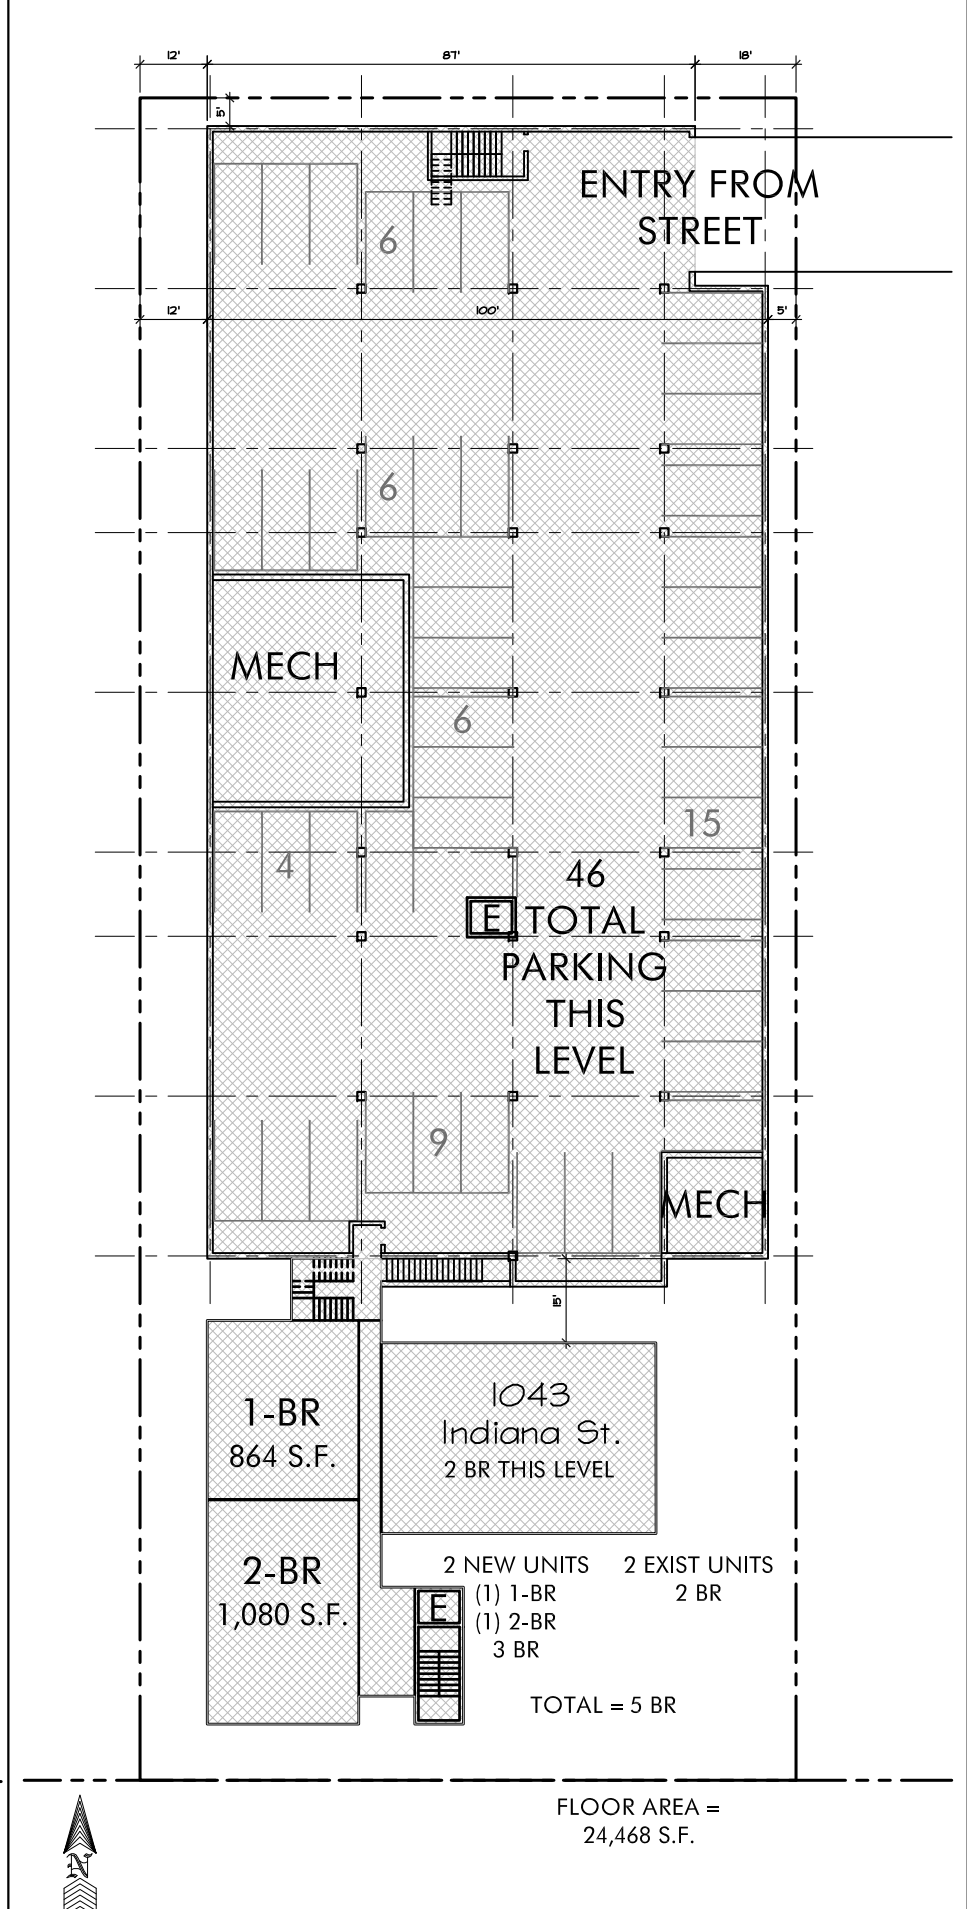 12'
87'
18'
5'
ENTRY FROM
STREET
6
12'
100'
5'
6
MECH
6
15
4
46
TOTAL
PARKING
THIS
LEVEL
E
9
MECH
15'
1-BR
864 S.F.
1043
Indiana St.
2 BR THIS LEVEL
2-BR
1,080 S.F.
2 NEW UNITS
(1) 1-BR
(1) 2-BR
3 BR
2 EXIST UNITS
2 BR
E
TOTAL = 5 BR
FLOOR AREA =
24,468 S.F.
N